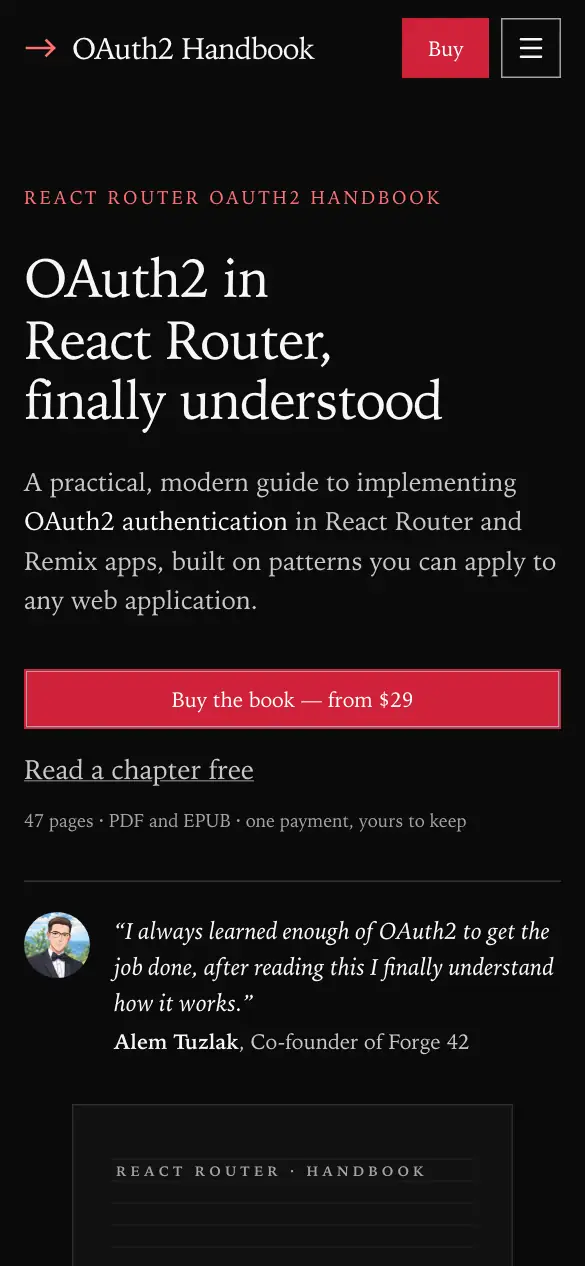 → OAuth2 Handbook
Buy
REACT ROUTER OAUTH2 HANDBOOK
OAuth2 in
React Router,
finally understood
A practical, modern guide to implementing
OAuth2 authentication in React Router and
Remix apps, built on patterns you can apply to
any web application.
Buy the book — from $29
Read a chapter free
47 pages · PDF and EPUB · one payment, yours to keep
“I always learned enough of OAuth2 to get the
job done, after reading this I finally understand
how it works.”
Alem Tuzlak, Co-founder of Forge 42
REACT ROUTER · HANDBOOK